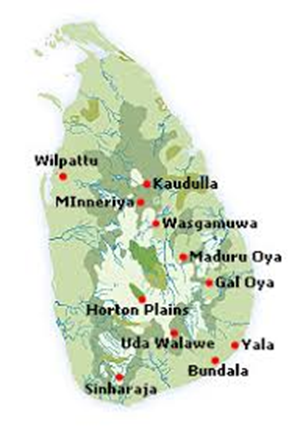 Wilpattu
Kaudulla
MInneriya
Wasgamuwa
Maduru Oya
Gal Oya
Horton Plains
Uda Walawe
Yala
Bundala
Sinharaja